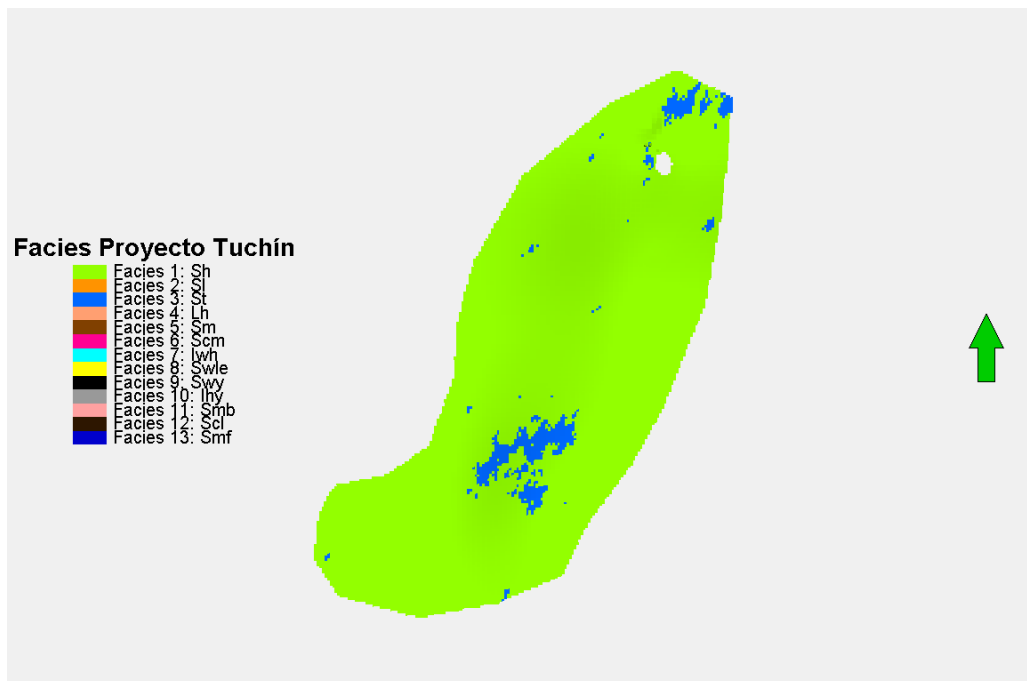 Facies Proyecto Tuchín
Facies 1: Sh
Facies 2: Sl
Facies 3: St
Facies 4: Lh
Facies 5: Sm
Facies 6: Scm
Facies 7: Iwh
Facies 8: Swle
Facies 9: Swy
Facies 10: Ihy
Facies 11: Smb
Facies 12: Scl
Facies 13: Smf